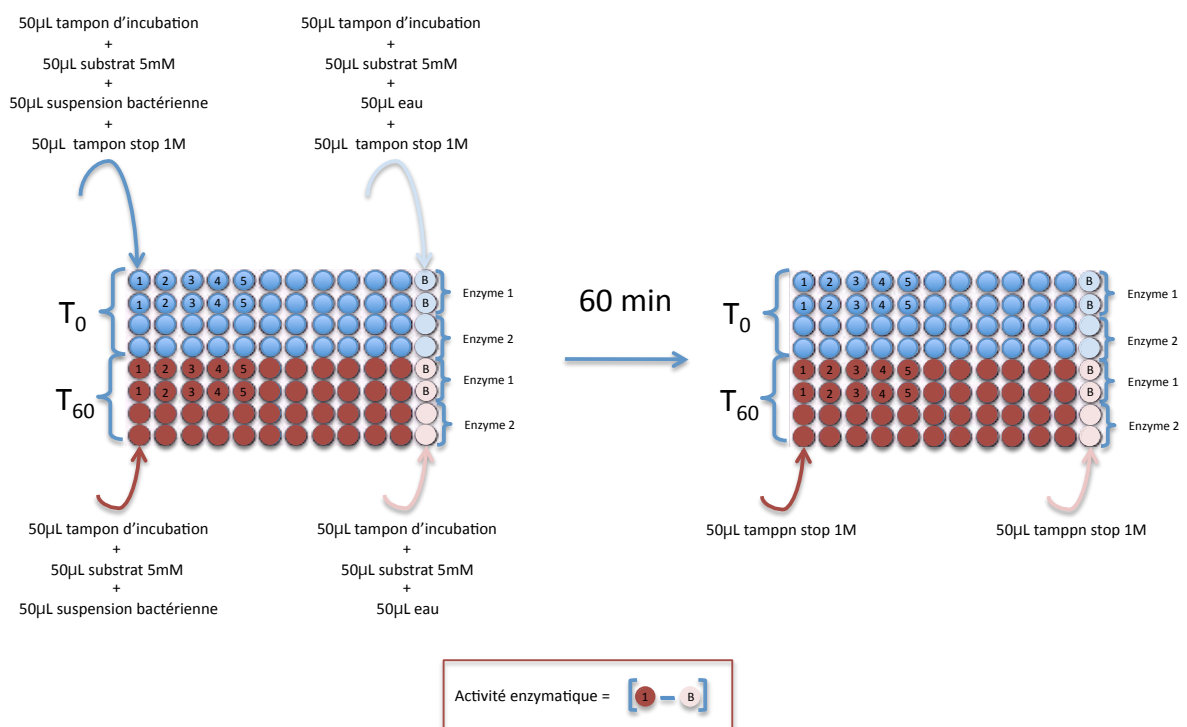 50µL tampon d'incubation
+
50µL substrat 5mM
+
50µL suspension bactérienne
+
50µL tampon stop 1M
50µL tampon d'incubation
+
50µL substrat 5mM
+
50µL eau
+
50µL tampon stop 1M
T0
T60
1 2 3 4 5 B
1 2 3 4 5 B
1 2 3 4 5 B
1 2 3 4 5 B
Enzyme 1
Enzyme 2
Enzyme 1
Enzyme 2
60 min
T0
T60
1 2 3 4 5 B
1 2 3 4 5 B
1 2 3 4 5 B
1 2 3 4 5 B
Enzyme 1
Enzyme 2
Enzyme 1
Enzyme 2
50µL tampon d'incubation
+
50µL substrat 5mM
+
50µL suspension bactérienne
50µL tampon d'incubation
+
50µL substrat 5mM
+
50µL eau
50µL tamppn stop 1M
50µL tamppn stop 1M
Activité enzymatique = [1 – B]